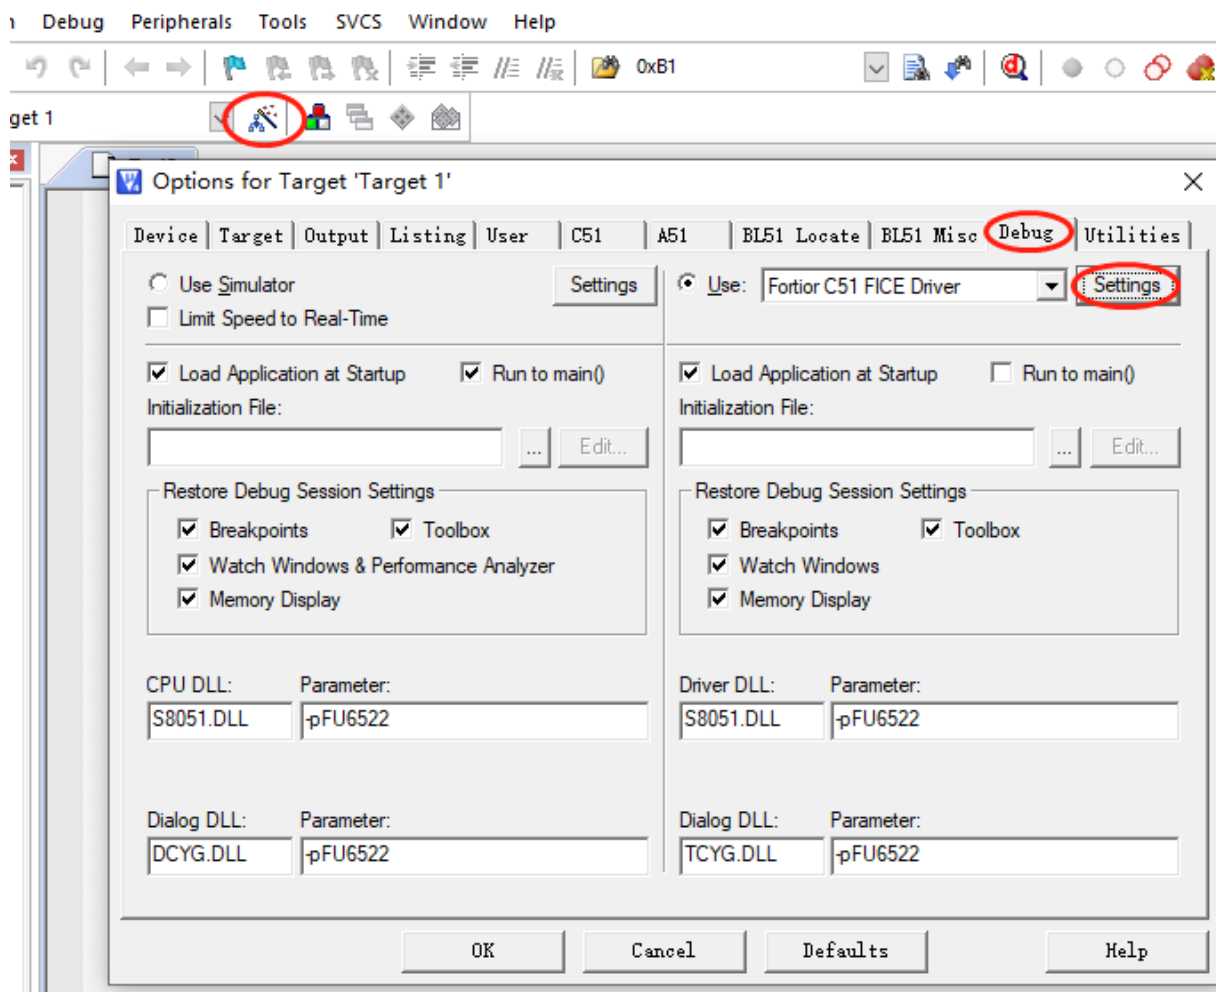 Debug Peripherals Tools SVCS Window Help
0xB1
get 1
Options for Target 'Target 1'
Device Target Output Listing User C51 A51 BL51 Locate BL51 Misc Debug Utilities
Use Simulator Settings Use: Fortior C51 FICE Driver Settings
Limit Speed to Real-Time
Load Application at Startup Run to main() Load Application at Startup Run to main()
Initialization File: Initialization File:
... Edit... ... Edit...
Restore Debug Session Settings Restore Debug Session Settings
Breakpoints Toolbox Breakpoints Toolbox
Watch Windows & Performance Analyzer Watch Windows
Memory Display Memory Display
CPU DLL: Parameter: Driver DLL: Parameter:
S8051.DLL -pFU6522 S8051.DLL -pFU6522
Dialog DLL: Parameter: Dialog DLL: Parameter:
DCYG.DLL -pFU6522 TCYG.DLL -pFU6522
OK Cancel Defaults Help